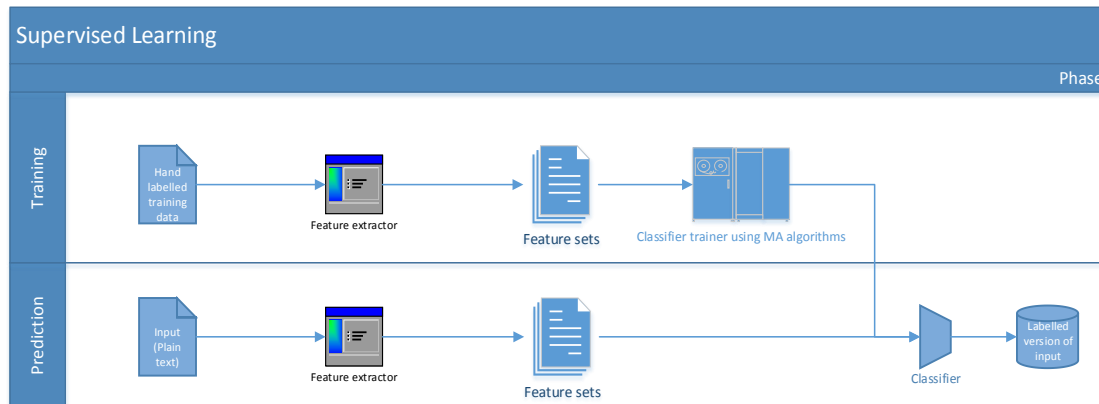 Supervised Learning
Phase
Training
Hand
labelled
training
data
Feature extractor
Feature sets
Classifier trainer using MA algorithms
Prediction
Input
(Plain
text)
Feature extractor
Feature sets
Classifier
Labelled
version of
input